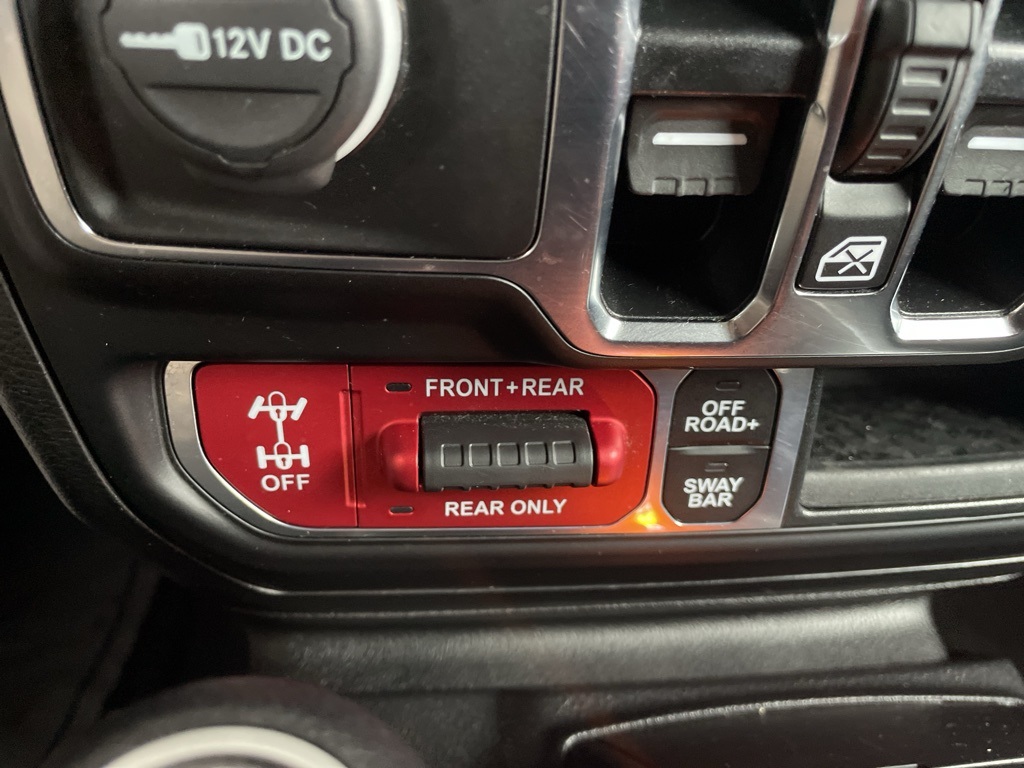 12V DC
FRONT+REAR
OFF
REAR ONLY
OFF
ROAD+
SWAY
BAR